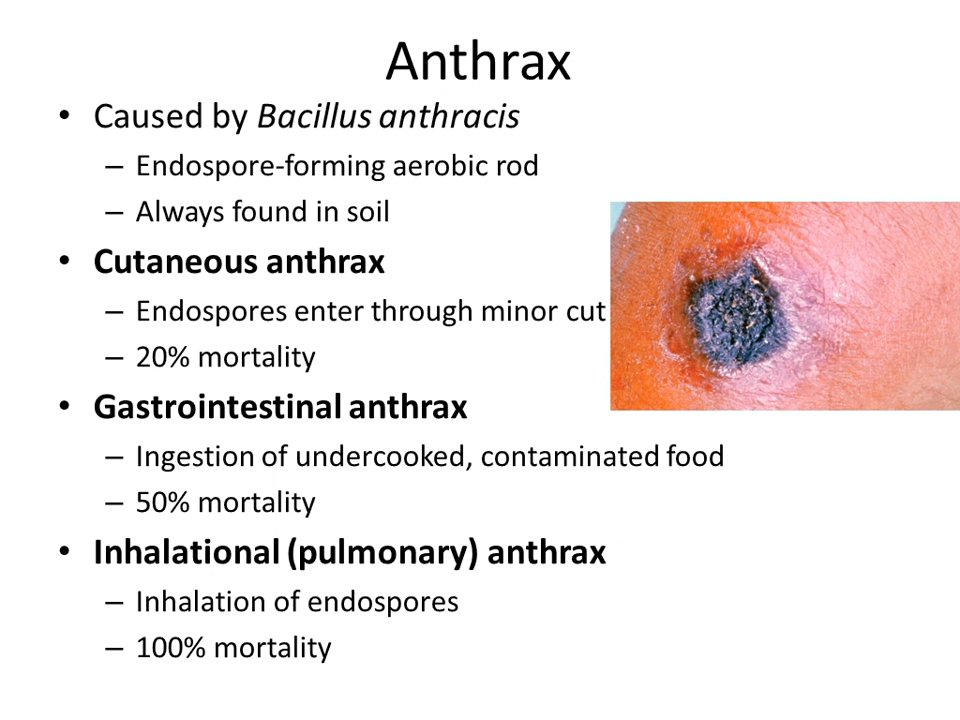 Anthrax
• Caused by Bacillus anthracis
– Endospore-forming aerobic rod
– Always found in soil
• Cutaneous anthrax
– Endospores enter through minor cut
– 20% mortality
• Gastrointestinal anthrax
– Ingestion of undercooked, contaminated food
– 50% mortality
• Inhalational (pulmonary) anthrax
– Inhalation of endospores
– 100% mortality